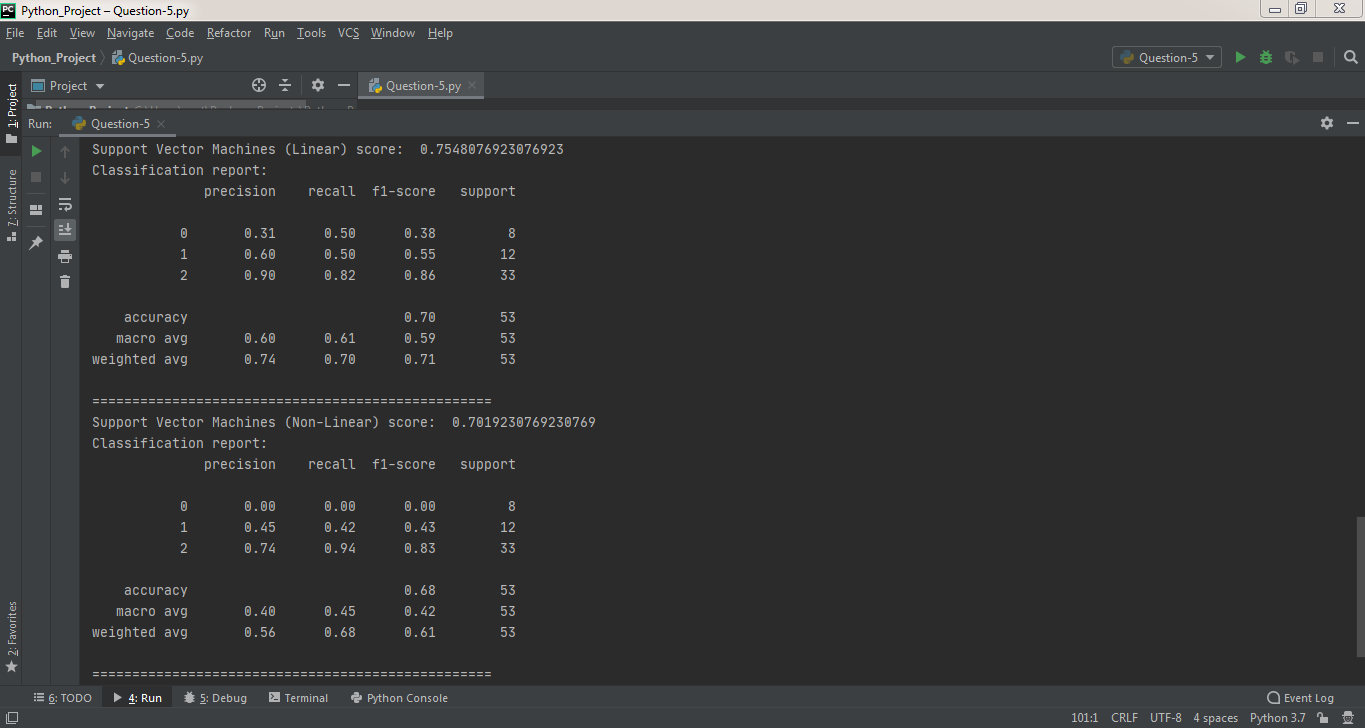 Python_Project – Question-5.py
File Edit View Navigate Code Refactor Run Tools VCS Window Help
Python_Project Question-5.py Question-5
1: Project
Project Question-5.py
Run: Question-5
7: Structure
2: Favorites
Support Vector Machines (Linear) score: 0.7548076923076923
Classification report:
precision recall f1-score support
0 0.31 0.50 0.38 8
1 0.60 0.50 0.55 12
2 0.90 0.82 0.86 33
accuracy 0.70 53
macro avg 0.60 0.61 0.59 53
weighted avg 0.74 0.70 0.71 53
==================================================
Support Vector Machines (Non-Linear) score: 0.7019230769230769
Classification report:
precision recall f1-score support
0 0.00 0.00 0.00 8
1 0.45 0.42 0.43 12
2 0.74 0.94 0.83 33
accuracy 0.68 53
macro avg 0.40 0.45 0.42 53
weighted avg 0.56 0.68 0.61 53
==================================================
6: TODO 4: Run 5: Debug Terminal Python Console Event Log
101:1 CRLF UTF-8 4 spaces Python 3.7